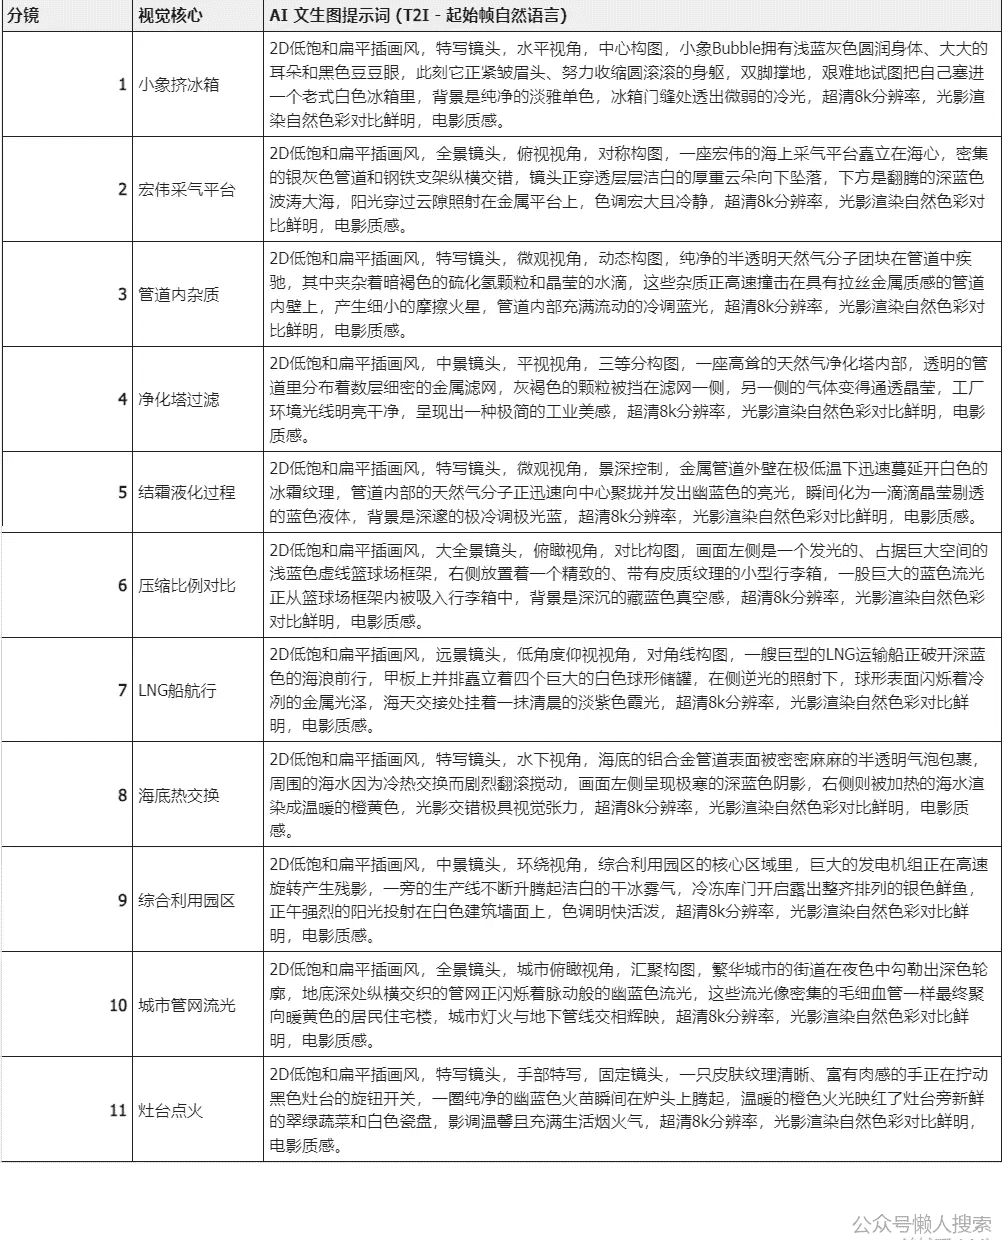 分镜 视觉核心 AI 文生图提示词 (T2I - 起始帧自然语言)
1 小象挤冰箱
2D低饱和扁平插画风，特写镜头，水平视角，中心构图，小象Bubble拥有浅蓝灰色圆润身体、大大的
耳朵和黑色豆豆眼，此刻它正紧皱眉头、努力收缩圆滚滚的身躯，双脚撑地，艰难地试图把自己塞进
一个老式白色冰箱里，背景是纯净的淡雅单色，冰箱门缝处透出微弱的冷光，超清8k分辨率，光影渲
染自然色彩对比鲜明，电影质感。
2 宏伟采气平台
2D低饱和扁平插画风，全景镜头，俯视视角，对称构图，一座宏伟的海上采气平台矗立在海心，密集
的银灰色管道和钢铁支架纵横交错，镜头正穿透层层洁白的厚重云朵向下坠落，下方是翻腾的深蓝色
波涛大海，阳光穿过云隙照射在金属平台上，色调宏大且冷静，超清8k分辨率，光影渲染自然色彩对
比鲜明，电影质感。
3 管道内杂质
2D低饱和扁平插画风，特写镜头，微观视角，动态构图，纯净的半透明天然气分子团块在管道中疾
驰，其中夹杂着暗褐色的硫化氢颗粒和晶莹的水滴，这些杂质正高速撞击在具有拉丝金属质感的管道
内壁上，产生细小的摩擦火星，管道内部充满流动的冷调蓝光，超清8k分辨率，光影渲染自然色彩对
比鲜明，电影质感。
4 净化塔过滤
2D低饱和扁平插画风，中景镜头，平视视角，三等分构图，一座高耸的天然气净化塔内部，透明的管
道里分布着数层细密的金属滤网，灰褐色的颗粒被挡在滤网一侧，另一侧的气体变得通透晶莹，工厂
环境光线明亮干净，呈现出一种极简的工业美感，超清8k分辨率，光影渲染自然色彩对比鲜明，电影
质感。
5 结霜液化过程
2D低饱和扁平插画风，特写镜头，微观视角，景深控制，金属管道外壁在极低温下迅速蔓延开白色的
冰霜纹理，管道内部的天然气分子正迅速向中心聚拢并发出幽蓝色的亮光，瞬间化为一滴滴晶莹剔透
的蓝色液体，背景是深邃的极冷调极光蓝，超清8k分辨率，光影渲染自然色彩对比鲜明，电影质感。
6 压缩比例对比
2D低饱和扁平插画风，大全景镜头，俯瞰视角，对比构图，画面左侧是一个发光的、占据巨大空间的
浅蓝色虚线篮球场框架，右侧放置着一个精致的、带有皮质纹理的小型行李箱，一股巨大的蓝色流光
正从篮球场框架内被吸入行李箱中，背景是深沉的藏蓝色真空感，超清8k分辨率，光影渲染自然色彩
对比鲜明，电影质感。
7 LNG船航行
2D低饱和扁平插画风，远景镜头，低角度仰视视角，对角线构图，一艘巨型的LNG运输船正破开深蓝
色的海浪前行，甲板上并排矗立着四个巨大的白色球形储罐，在侧逆光的照射下，球形表面闪烁着冷
冽的金属光泽，海天交接处挂着一抹清晨的淡紫色霞光，超清8k分辨率，光影渲染自然色彩对比鲜
明，电影质感。
8 海底热交换
2D低饱和扁平插画风，特写镜头，水下视角，海底的铝合金管道表面被密密麻麻的半透明气泡包裹，
周围的海水因为冷热交换而剧烈翻滚搅动，画面左侧呈现极寒的深蓝色阴影，右侧则被加热的海水渲
染成温暖的橙黄色，光影交错极具视觉张力，超清8k分辨率，光影渲染自然色彩对比鲜明，电影质
感。
9 综合利用园区
2D低饱和扁平插画风，中景镜头，环绕视角，综合利用园区的核心区域里，巨大的发电机组正在高速
旋转产生残影，一旁的生产线不断升腾起洁白的干冰雾气，冷冻库门开启露出整齐排列的银色鲜鱼，
正午强烈的阳光投射在白色建筑墙面上，色调明快活泼，超清8k分辨率，光影渲染自然色彩对比鲜
明，电影质感。
10 城市管网流光
2D低饱和扁平插画风，全景镜头，城市俯瞰视角，汇聚构图，繁华城市的街道在夜色中勾勒出深色轮
廓，地底深处纵横交织的管网正闪烁着脉动般的幽蓝色流光，这些流光像密集的毛细血管一样最终聚
向暖黄色的居民住宅楼，城市灯火与地下管线交相辉映，超清8k分辨率，光影渲染自然色彩对比鲜
明，电影质感。
11 灶台点火
2D低饱和扁平插画风，特写镜头，手部特写，固定镜头，一只皮肤纹理清晰、富有肉感的手正在拧动
黑色灶台的旋钮开关，一圈纯净的幽蓝色火苗瞬间在炉头上腾起，温暖的橙色火光映红了灶台旁新鲜
的翠绿蔬菜和白色瓷盘，影调温馨且充满生活烟火气，超清8k分辨率，光影渲染自然色彩对比鲜明，
电影质感。
公众号懒人搜索